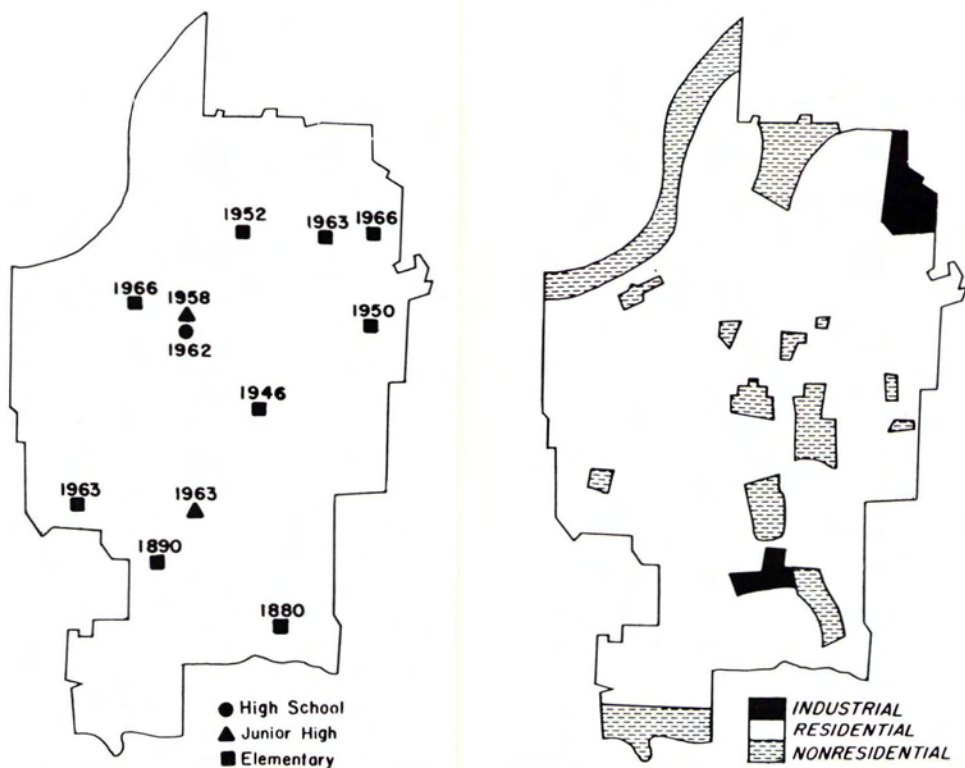 1952
1963
1966
1966
1958
1962
1950
1946
1963
1963
1890
1880
High School
Junior High
Elementary
INDUSTRIAL
RESIDENTIAL
NONRESIDENTIAL